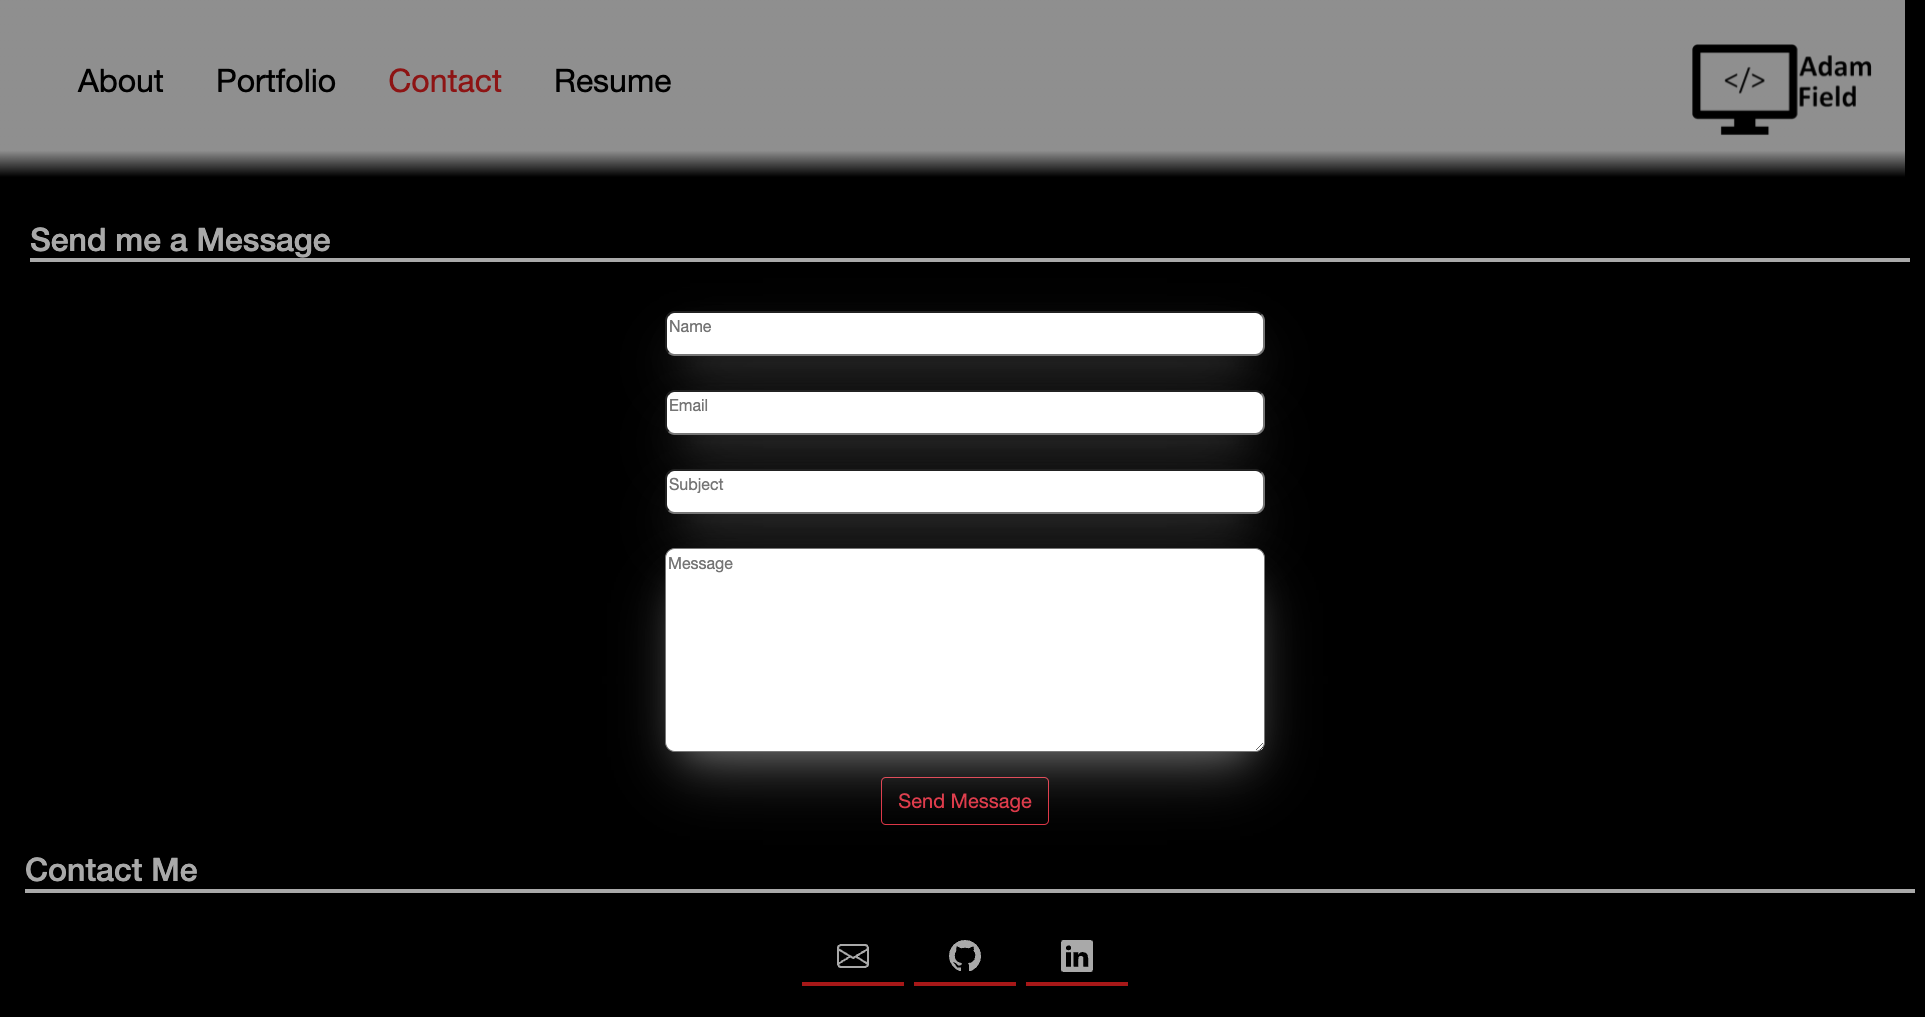 About Portfolio Contact Resume
</>
Adam
Field
Send me a Message
Name
Email
Subject
Message
Send Message
Contact Me
in